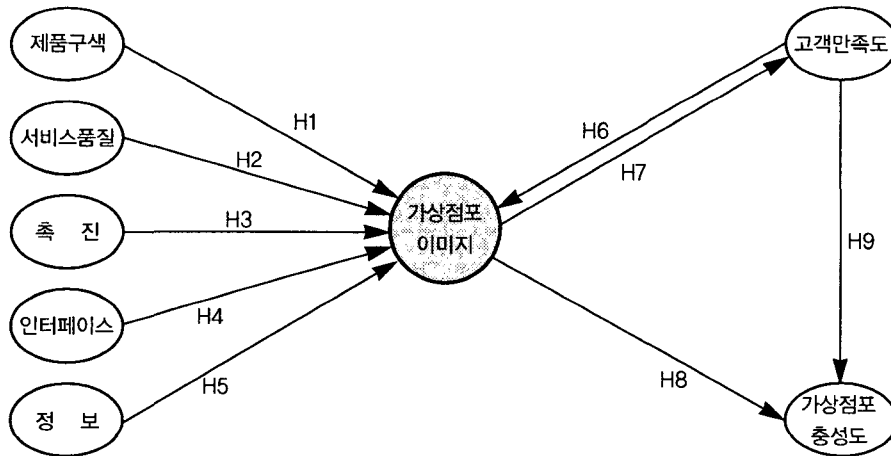 제품구색
서비스품질
촉 진
인터페이스
정 보
H1
H2
H3
H4
H5
가상점포
이미지
H6
H7
H8
고객만족도
H9
가상점포
충성도